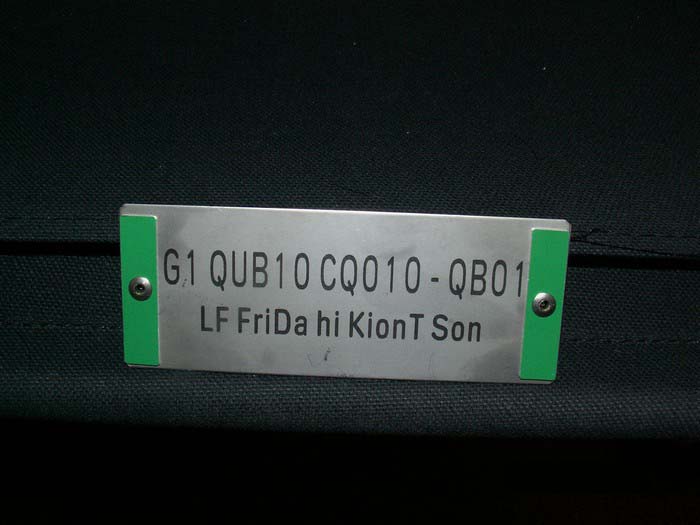 G1 QUB10 CQ010 - QB01
LF FriDa hi KionT Son